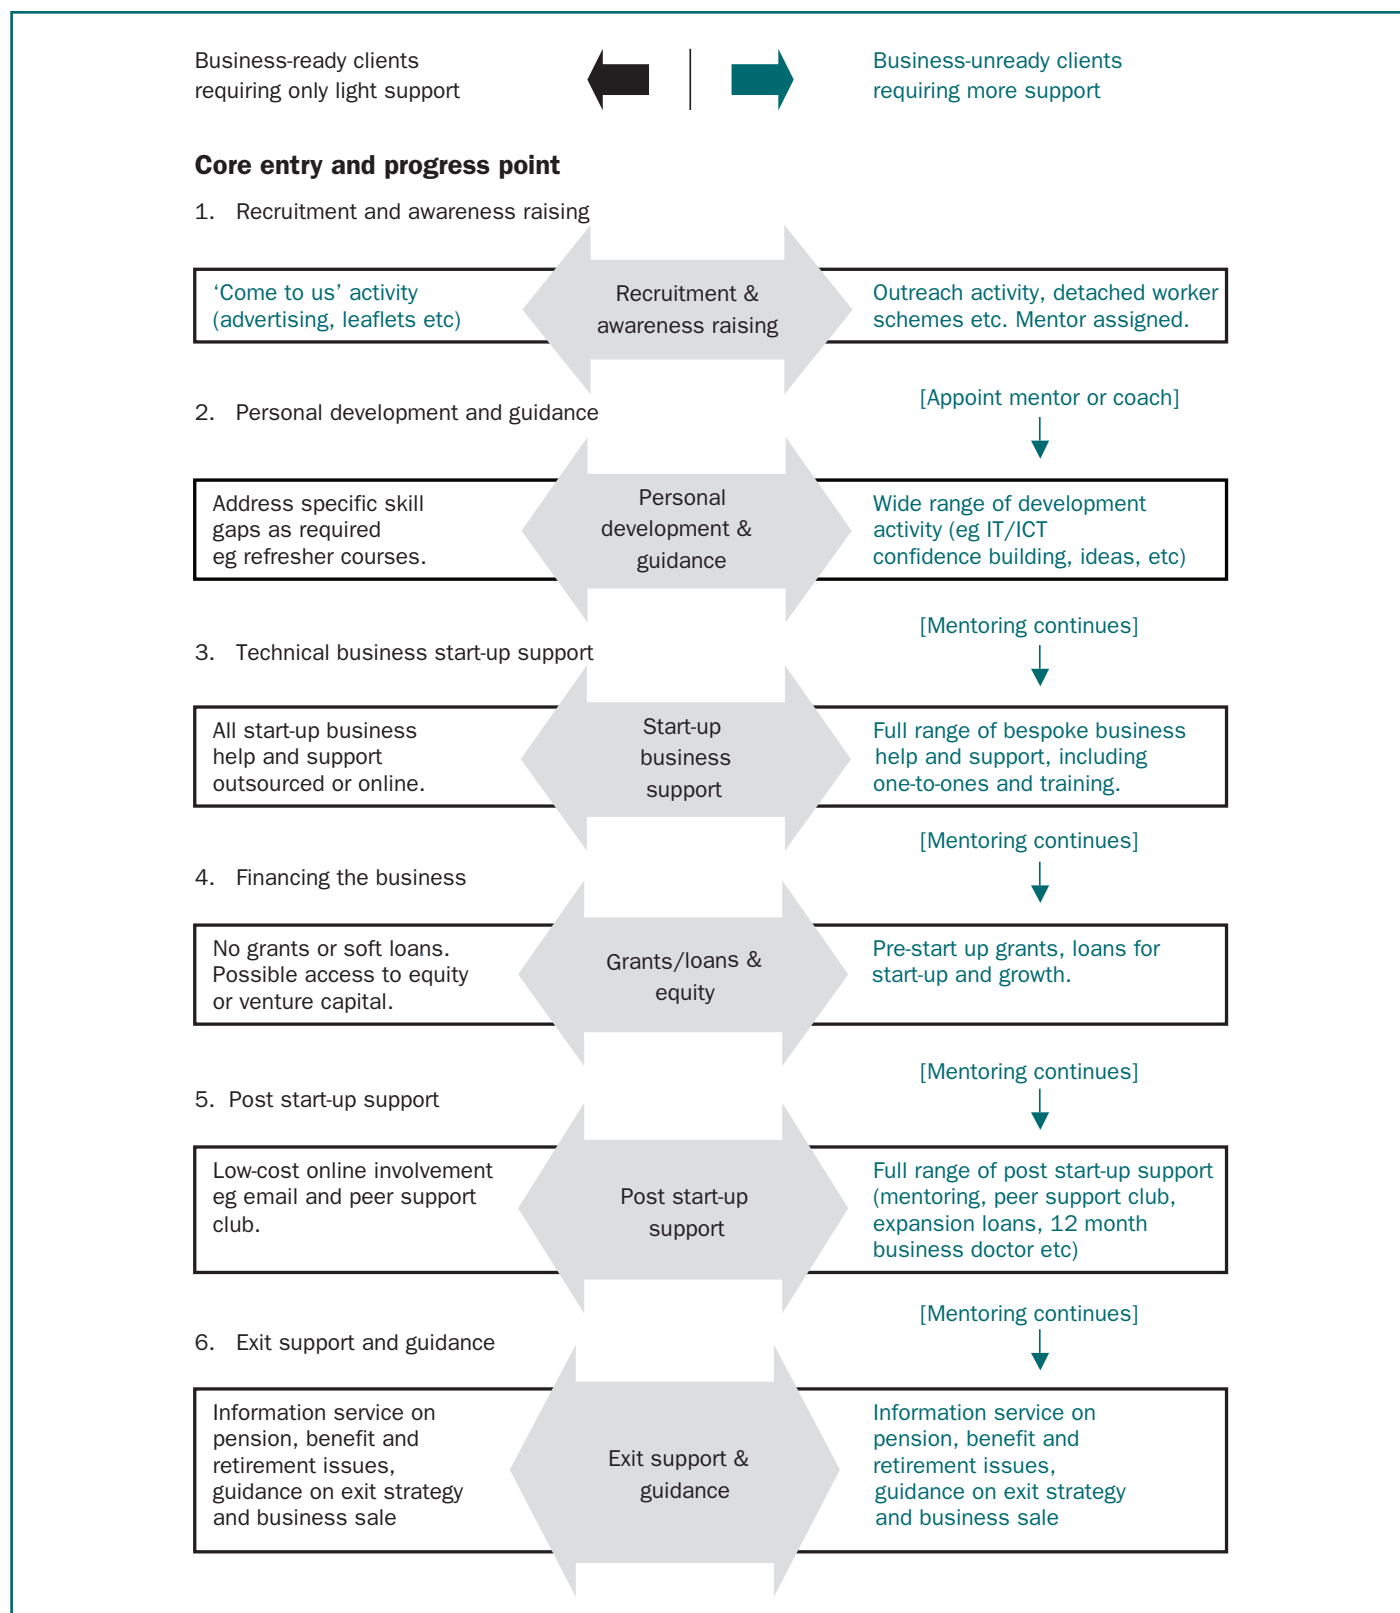 Business-ready clients
requiring only light support
Business-unready clients
requiring more support
Core entry and progress point
1. Recruitment and awareness raising
‘Come to us’ activity
(advertising, leaflets etc)
Recruitment &
awareness raising
Outreach activity, detached worker
schemes etc. Mentor assigned.
[Appoint mentor or coach]
2. Personal development and guidance
Address specific skill
gaps as required
eg refresher courses.
Personal
development &
guidance
Wide range of development
activity (eg IT/ICT
confidence building, ideas, etc)
[Mentoring continues]
3. Technical business start-up support
All start-up business
help and support
outsourced or online.
Start-up
business
support
Full range of bespoke business
help and support, including
one-to-ones and training.
[Mentoring continues]
4. Financing the business
No grants or soft loans.
Possible access to equity
or venture capital.
Grants/loans &
equity
Pre-start up grants, loans for
start-up and growth.
[Mentoring continues]
5. Post start-up support
Low-cost online involvement
eg email and peer support
club.
Post start-up
support
Full range of post start-up support
(mentoring, peer support club,
expansion loans, 12 month
business doctor etc)
[Mentoring continues]
6. Exit support and guidance
Information service on
pension, benefit and
retirement issues,
guidance on exit strategy
and business sale
Exit support &
guidance
Information service on
pension, benefit and
retirement issues,
guidance on exit strategy
and business sale